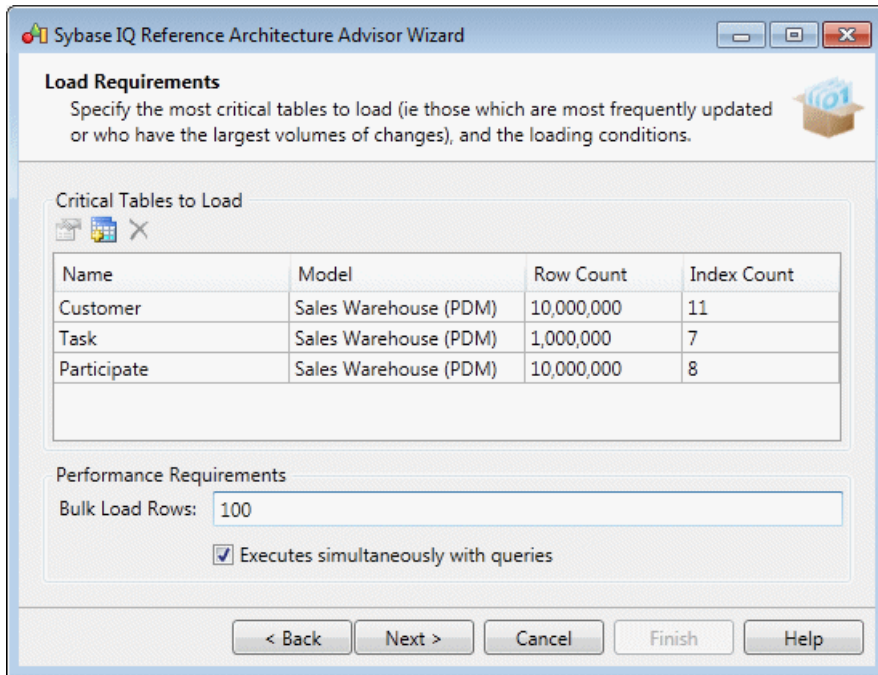 Sybase IQ Reference Architecture Advisor Wizard
Load Requirements
Specify the most critical tables to load (ie those which are most frequently updated
or who have the largest volumes of changes), and the loading conditions.
Critical Tables to Load
Name Model Row Count Index Count
Customer Sales Warehouse (PDM) 10,000,000 11
Task Sales Warehouse (PDM) 1,000,000 7
Participate Sales Warehouse (PDM) 10,000,000 8
Performance Requirements
Bulk Load Rows: 100
Executes simultaneously with queries
< Back Next > Cancel Finish Help